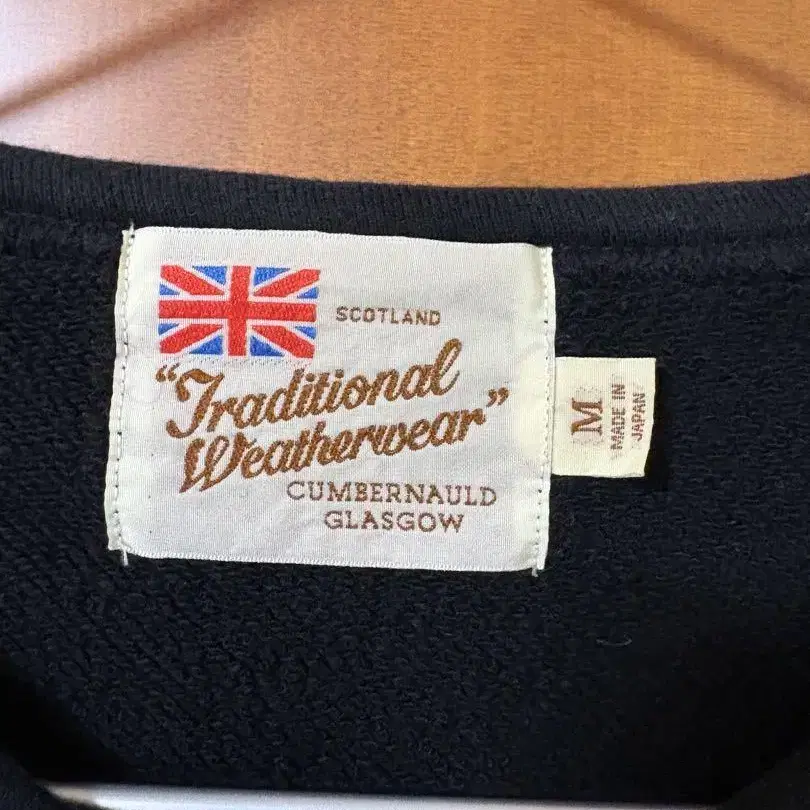 SCOTLAND
“Traditional
Weatherwear”
CUMBERNAULD
GLASGOW
M
MADE IN
JAPAN